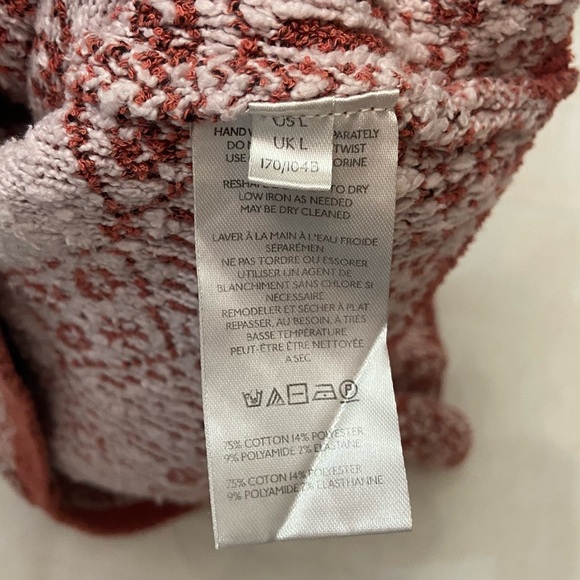 US L
UK L
170/104B
HAND
PARATELY
DO
TWIST
USE
ORINE
RESHA
TO DRY
LOW IRON AS NEEDED
MAY BE DRY CLEANED
LAVER À LA MAIN À L'EAU FROIDE
SÉPARÉMEN
NE PAS TORDRE OU ESSORER
UTILISER UN AGENT DE
BLANCHIMENT SANS CHLORE SI
NÉCESSAIRE
REMODELER ET SÉCHER À PLAT
REPASSER, AU BESOIN, À TRÈS
BASSE TEMPÉRATURE
PEUT-ÊTRE ÊTRE NETTOYÉE
A SEC
P
75% COTTON 14% POLYESTER
9% POLYAMIDE 2% ELASTANE
75% COTON 14% POLYESTER
9% POLYAMIDE 2% ELASTHANNE